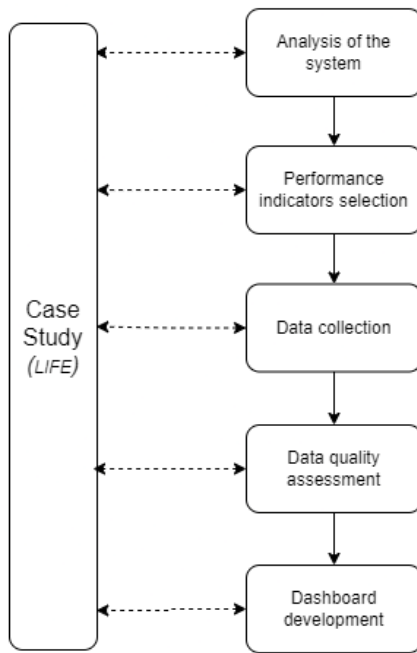 Analysis of the
system
Performance
indicators selection
Case
Study
(LIFE)
Data collection
Data quality
assessment
Dashboard
development